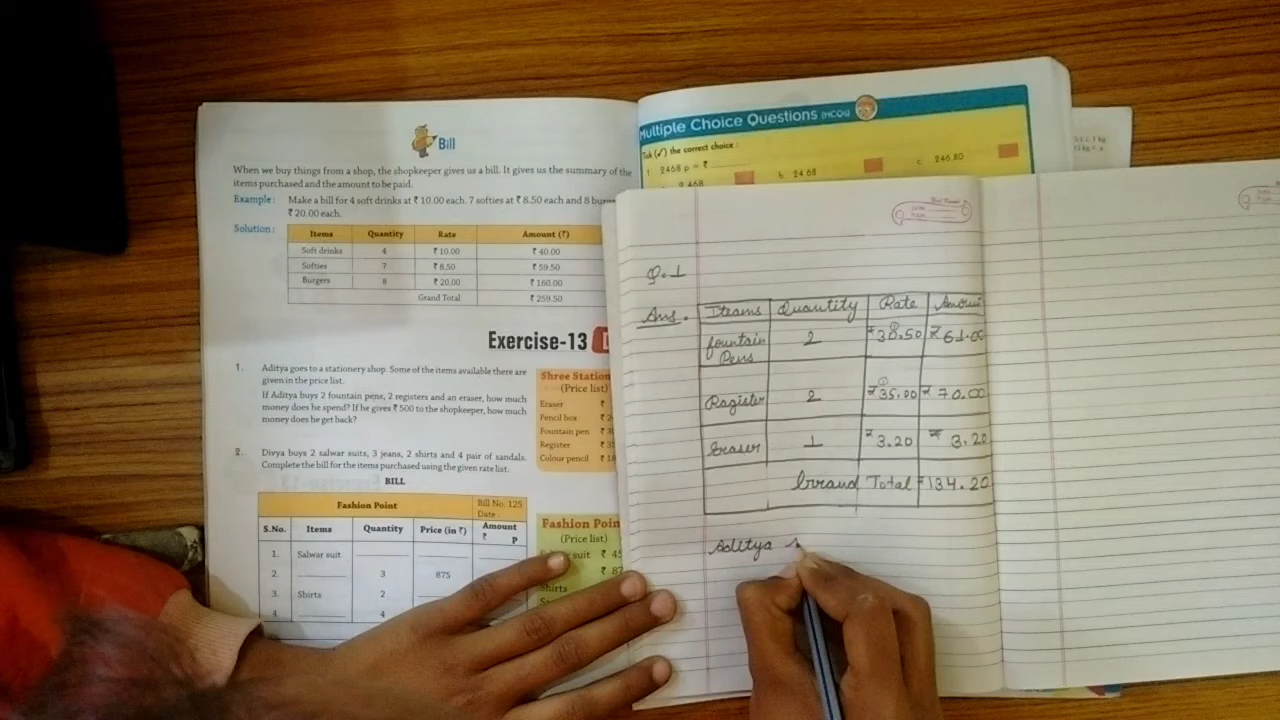 Bill
When we buy things from a shop, the shopkeeper gives us a bill. It gives us the summary of the
items purchased and the amount to be paid.
Example: Make a bill for 4 soft drinks at ₹ 10.00 each. 7 softies at ₹ 8.50 each and 8
₹ 20.00 each.
Solution:
Items Quantity Rate Amount (₹)
Soft drinks 4 ₹ 10.00 ₹ 40.00
Softies 7 ₹ 8.50 ₹ 59.50
Burgers 8 ₹ 20.00 ₹ 160.00
Grand Total ₹ 259.50
Exercise-13
1. Aditya goes to a stationery shop. Some of the items available there are
given in the price list.
If Aditya buys 2 fountain pens, 2 registers and an eraser, how much
money does he spend? If he gives ₹ 500 to the shopkeeper, how much
money does he get back?
Shree
(Price list)
Eraser ₹
Pencil box ₹
Fountain pen ₹
Register ₹
Colour pencil ₹
2. Divya buys 2 salwar suits, 3 jeans, 2 shirts and 4 pair of sandals.
Complete the bill for the items purchased using the given rate list.
BILL
Fashion Point Bill No. 125
Date :
S.No. Items Quantity Price (in ₹) Amount
₹ P
1. Salwar suit
2. 3 875
3. Shirts 2
4 4
Fashion
(Price list)
suit ₹
₹
Shirts
Multiple Choice Questions (MCQs)
Tick (✓) the correct choice :
1. 2468 p = ₹
b. 24.68
c. 246.80
Q.1
Ans. Iteams Quantity Rate
fountain 2 ₹30.50 ₹61.00
Pens
Ragister 2 ₹35.00 ₹70.00
Eraser 1 ₹3.20 ₹3.20
Grand Total ₹134.20
Aditya